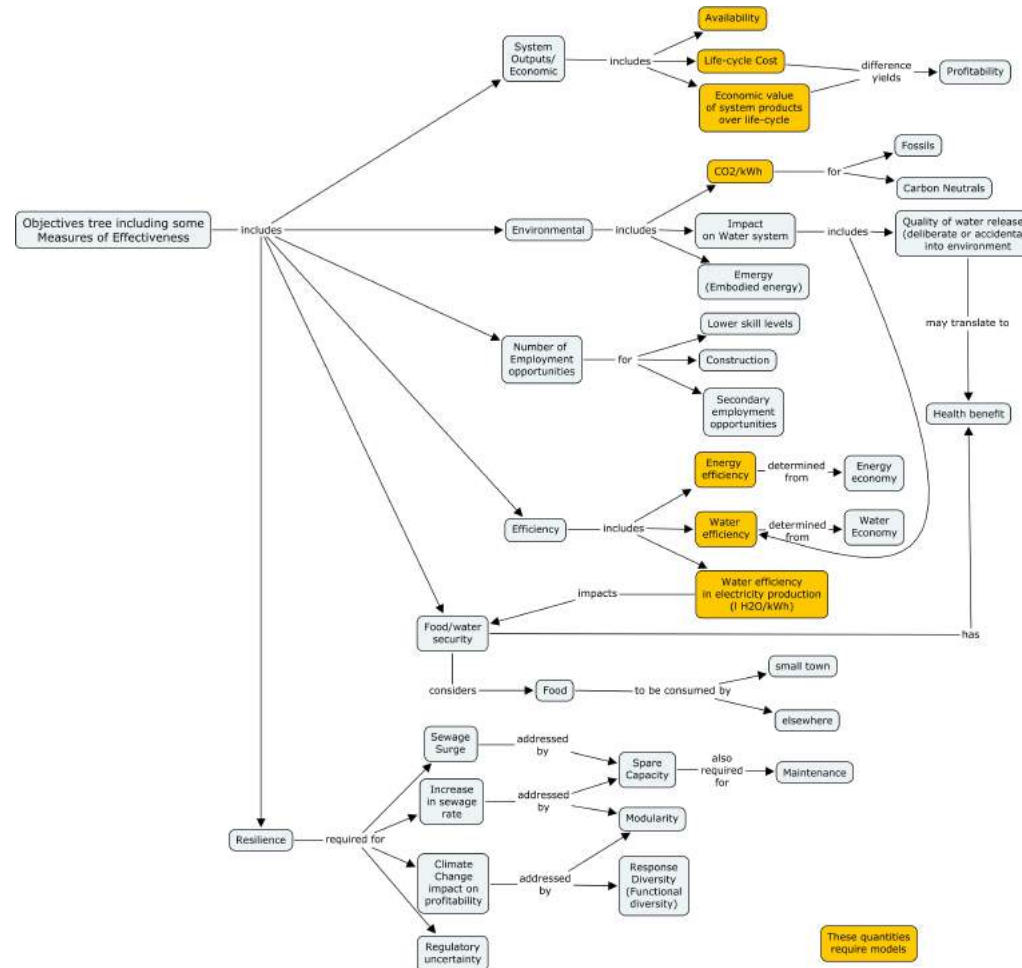 Objectives tree including some
Measures of Effectiveness
includes
System
Outputs/
Economic
includes
Availability
Life-cycle Cost
Economic value
of system products
over life-cycle
difference
yields
Profitability
Environmental
includes
CO2/kWh
for
Fossils
Carbon Neutrals
Impact
on Water system
includes
Quality of water release
(deliberate or accidenta
into environment
may translate to
Health benefit
Emergy
(Embodied energy)
Number of
Employment
opportunities
for
Lower skill levels
Construction
Secondary
employment
opportunities
Efficiency
includes
Energy
efficiency
determined
from
Energy
economy
Water
efficiency
determined
from
Water
Economy
Water efficiency
in electricity production
(l H2O/kWh)
impacts
Food/water
security
has
considers
Food
to be consumed by
small town
elsewhere
Resilience
required for
Sewage
Surge
addressed
by
Spare
Capacity
also
required
for
Maintenance
Increase
in sewage
rate
addressed
by
Modularity
Climate
Change
impact on
profitability
addressed
by
Response
Diversity
(Functional
diversity)
Regulatory
uncertainty
These quantities
require models